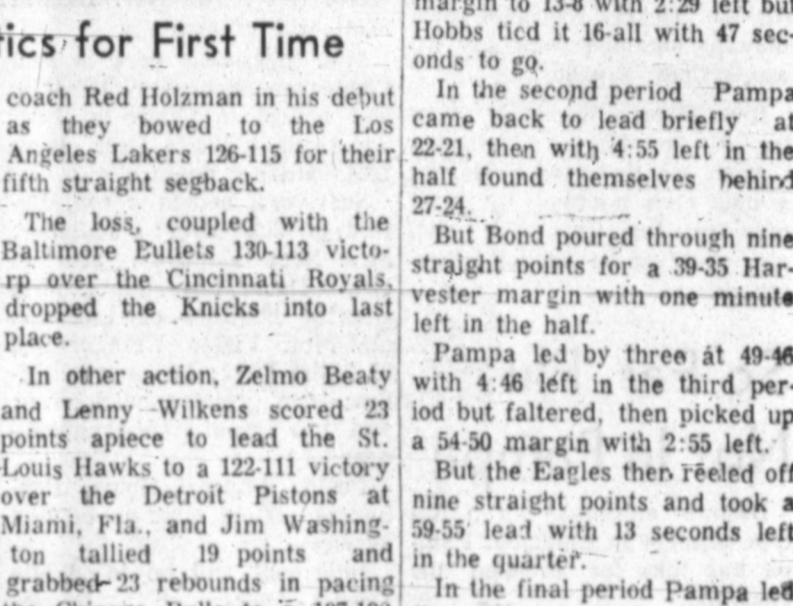 tics for First Time
coach Red Holzman in his debut
as they bowed to the Los
Angeles Lakers 126-115 for their
fifth straight segback.
The loss, coupled with the
Baltimore Bullets 130-113 victo-
rp over the Cincinnati Royals,
dropped the Knicks into last
place.
In other action, Zelmo Beaty
and Lenny Wilkens scored 23
points apiece to lead the St.
Louis Hawks to a 122-111 victory
over the Detroit Pistons at
Miami, Fla., and Jim Washing-
ton tallied 19 points and
grabbed 23 rebounds in pacing
margin to 13-8 with 2:29 left but
Hobbs tied it 16-all with 47 sec-
onds to go.
In the second period Pampa
came back to lead briefly at
22-21, then with 4:55 left in the
half found themselves behind
27-24.
But Bond poured through nine
straight points for a 39-35 Har-
vester margin with one minute
left in the half.
Pampa led by three at 49-46
with 4:46 left in the third per-
iod but faltered, then picked up
a 54-50 margin with 2:55 left.
But the Eagles then reeled off
nine straight points and took a
59-55 lead with 13 seconds left
in the quarter.
In the final period Pampa led